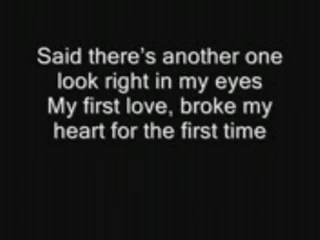 Said there's another one
look right in my eyes
My first love, broke my
heart for the first time